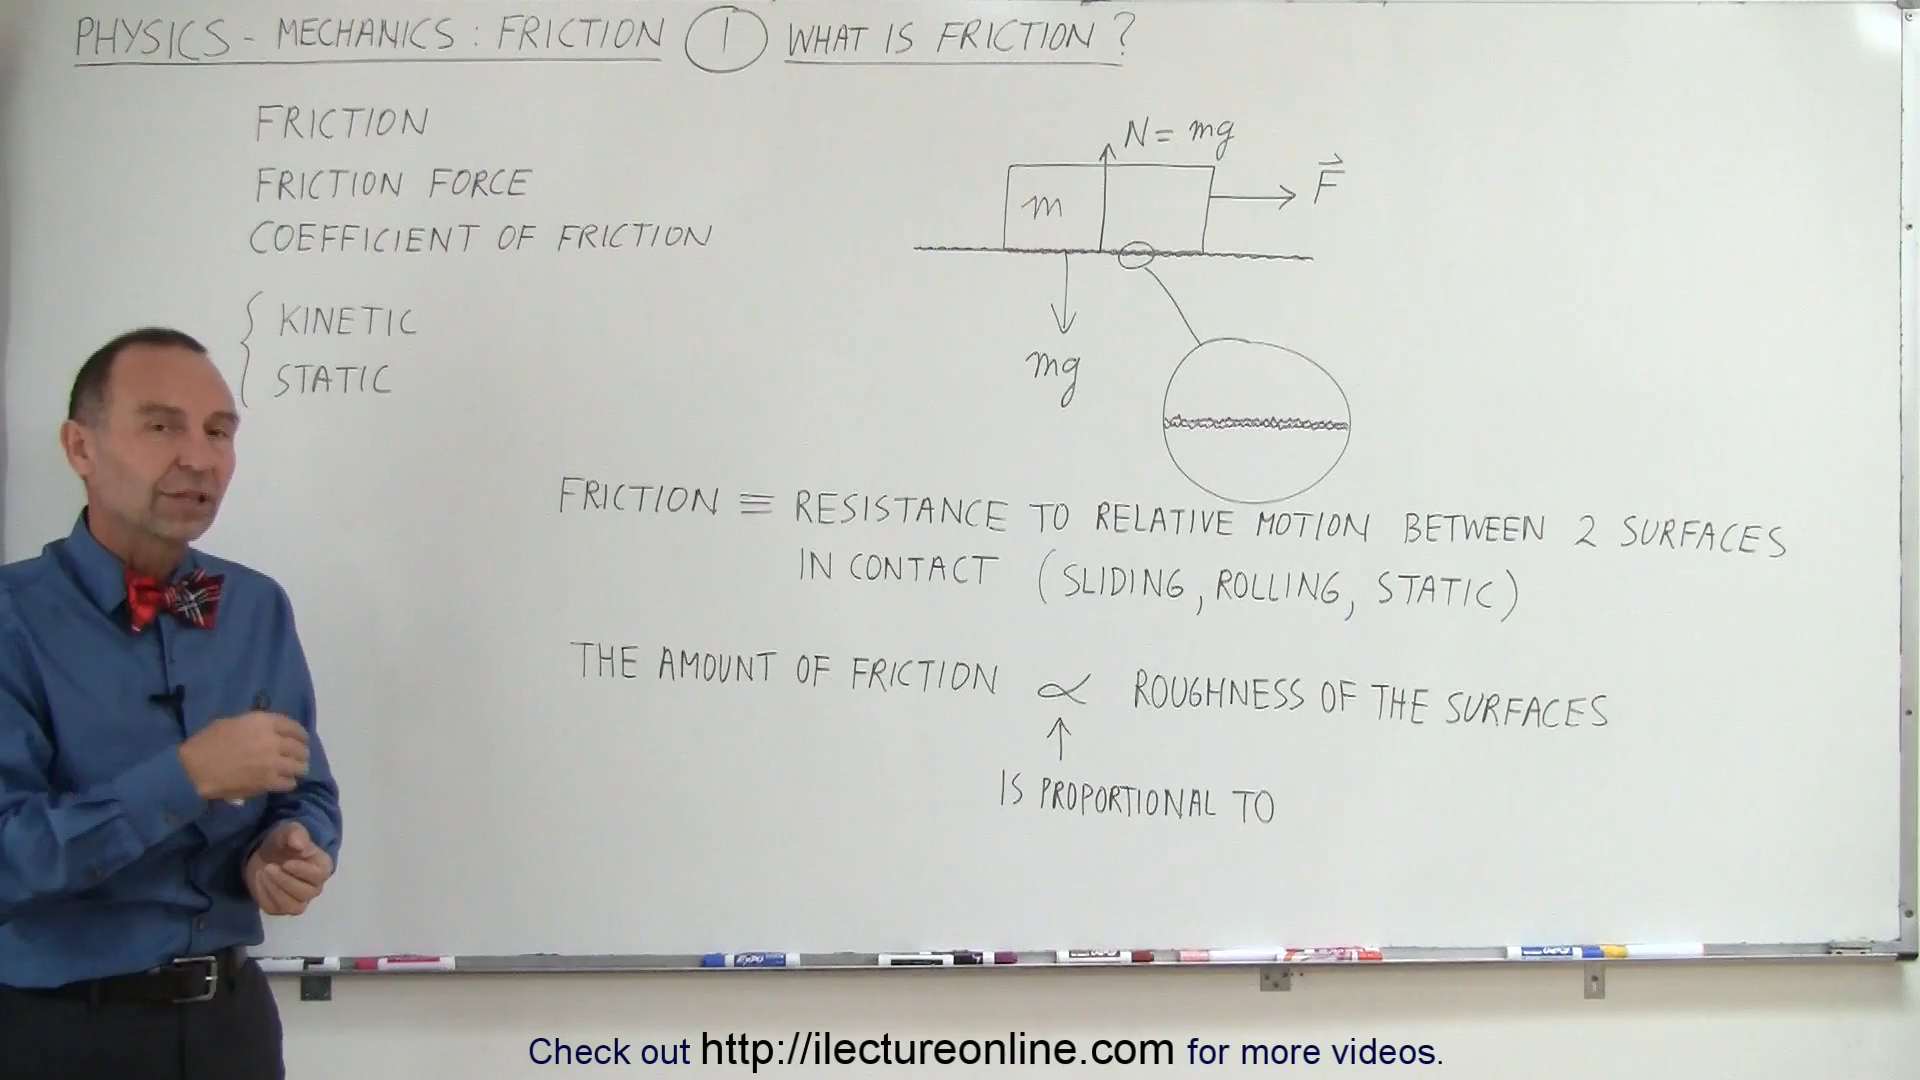 PHYSICS - MECHANICS : FRICTION 1 WHAT IS FRICTION ?
FRICTION
FRICTION FORCE
COEFFICIENT OF FRICTION
KINETIC
STATIC
N = mg
F
m
mg
FRICTION ≡ RESISTANCE TO RELATIVE MOTION BETWEEN 2 SURFACES
IN CONTACT (SLIDING, ROLLING, STATIC)
THE AMOUNT OF FRICTION ∝ ROUGHNESS OF THE SURFACES
↑
IS PROPORTIONAL TO
EXPO
Check out http://ilectureonline.com for more videos.